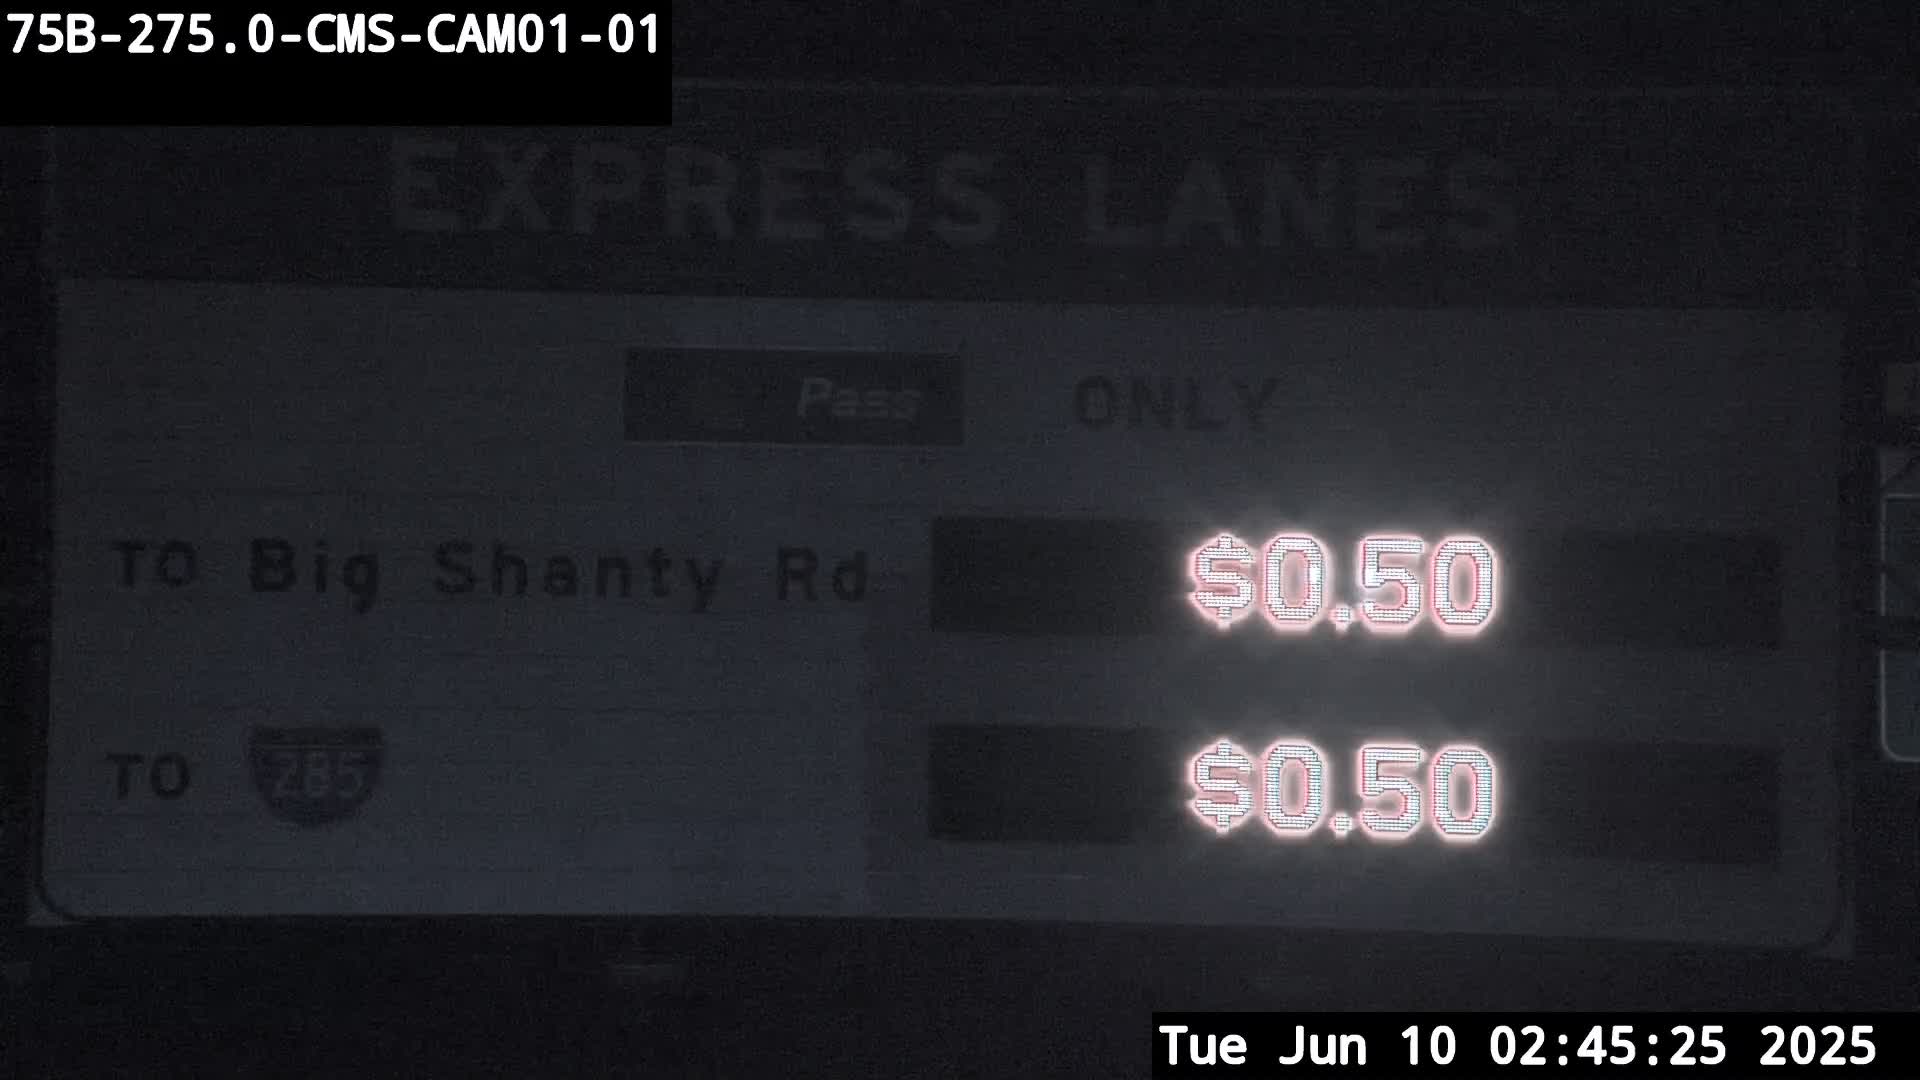 75B-275.0-CMS-CAM01-01
EXPRESS LANES
Pass ONLY
TO Big Shanty Rd $0.50
TO 285 $0.50
Tue Jun 10 02:45:25 2025